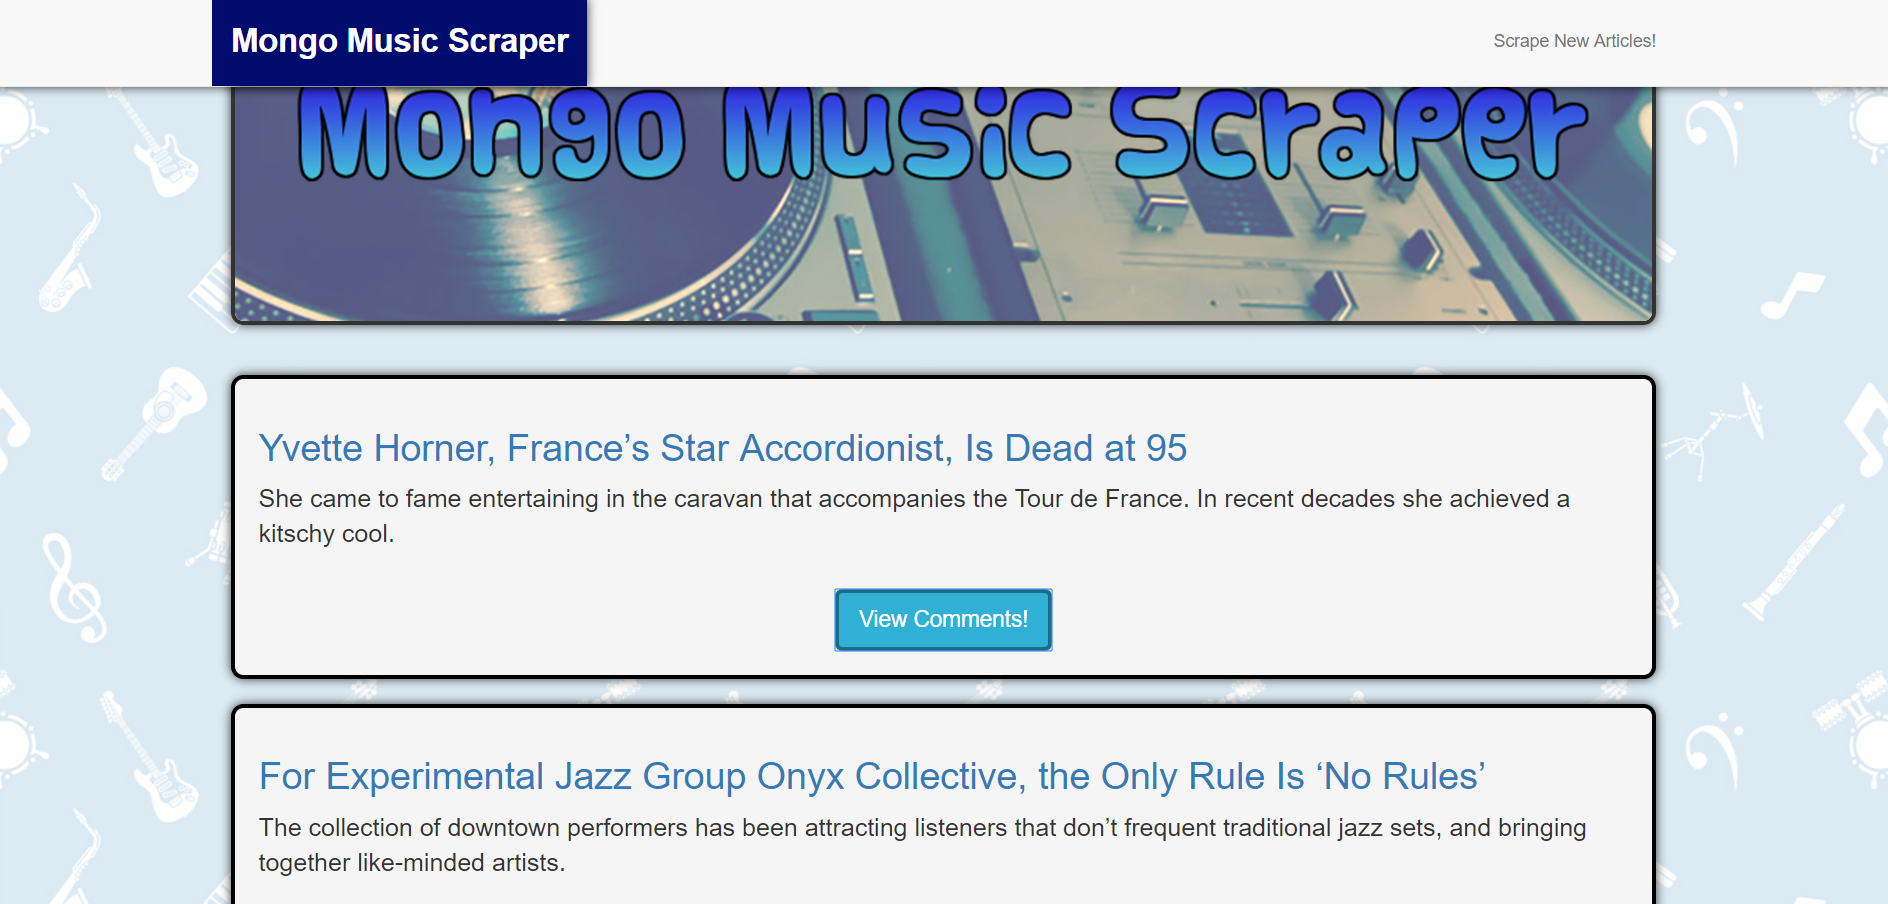 Mongo Music Scraper
Scrape New Articles!
Mongo Music Scraper
Yvette Horner, France’s Star Accordionist, Is Dead at 95
She came to fame entertaining in the caravan that accompanies the Tour de France. In recent decades she achieved a
kitschy cool.
View Comments!
For Experimental Jazz Group Onyx Collective, the Only Rule Is ‘No Rules’
The collection of downtown performers has been attracting listeners that don’t frequent traditional jazz sets, and bringing
together like-minded artists.